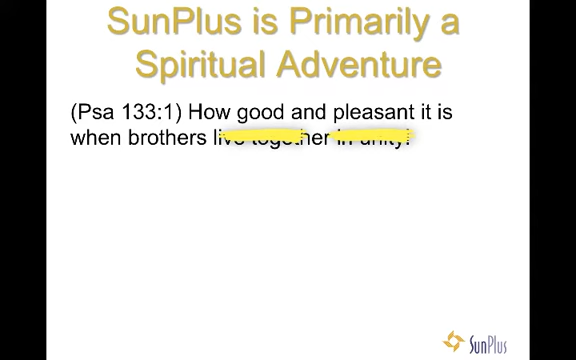 SunPlus is Primarily a
Spiritual Adventure
(Psa 133:1) How good and pleasant it is
when brothers live together in unity!
SunPlus